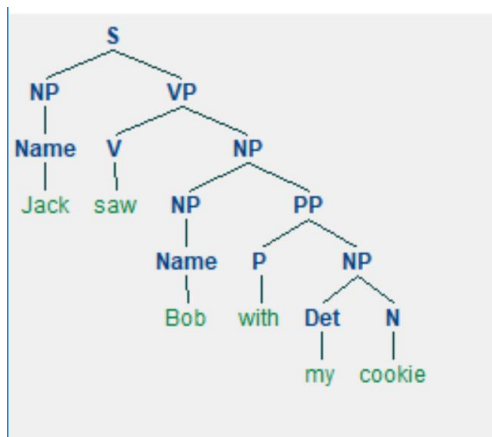 S
NP VP
Name V NP
Jack saw NP PP
Name P NP
Bob with Det N
my cookie